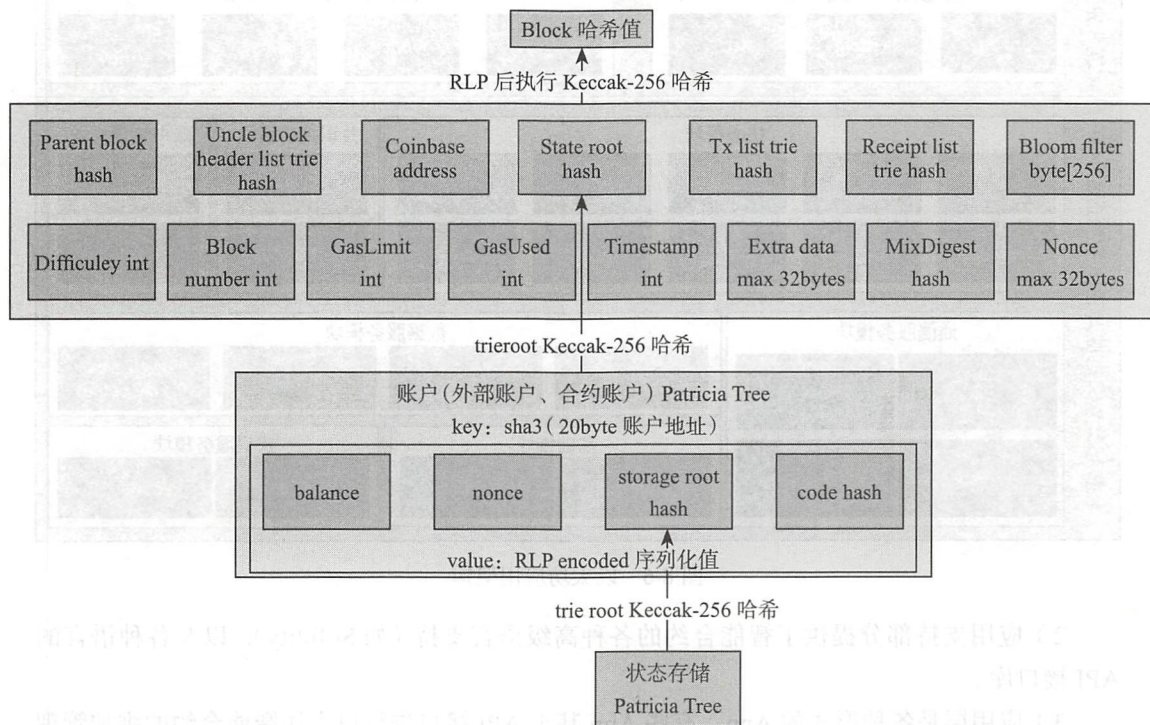 Block 哈希值
RLP 后执行 Keccak-256 哈希
Parent block
hash
Uncle block
header list trie
hash
Coinbase
address
State root
hash
Tx list trie
hash
Receipt list
trie hash
Bloom filter
byte[256]
Difficuley int
Block
number int
GasLimit
int
GasUsed
int
Timestamp
int
Extra data
max 32bytes
MixDigest
hash
Nonce
max 32bytes
trieroot Keccak-256 哈希
账户(外部账户、合约账户) Patricia Tree
key: sha3 ( 20byte 账户地址)
balance
nonce
storage root
hash
code hash
value: RLP encoded 序列化值
trie root Keccak-256 哈希
状态存储
Patricia Tree